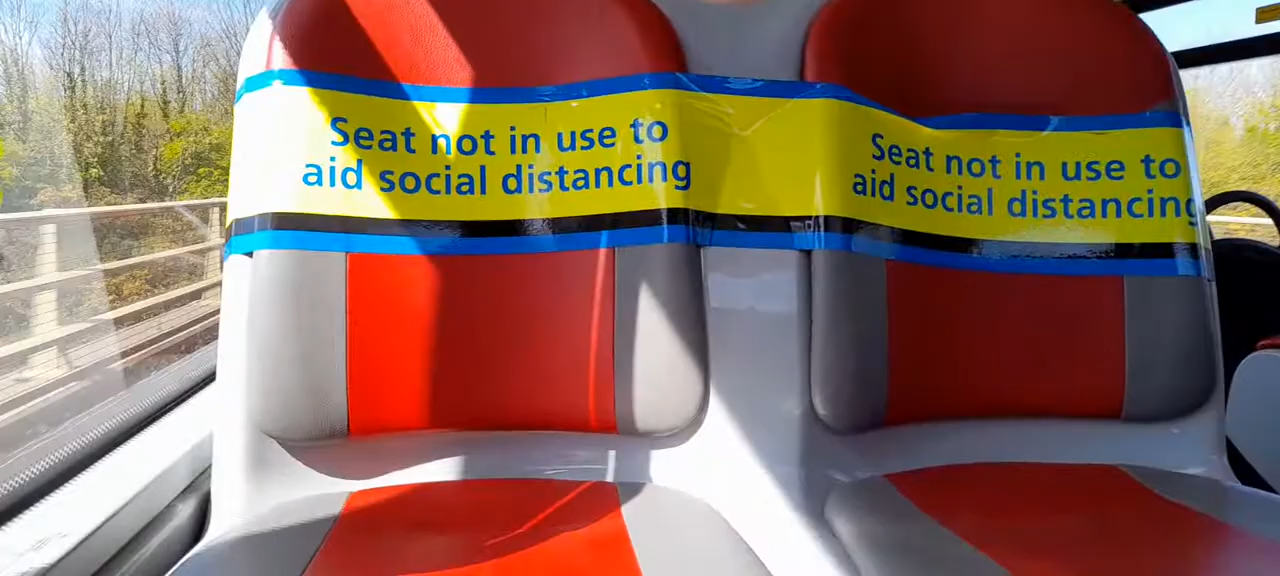 Seat not in use to
aid social distancing
Seat not in use to
aid social distancing